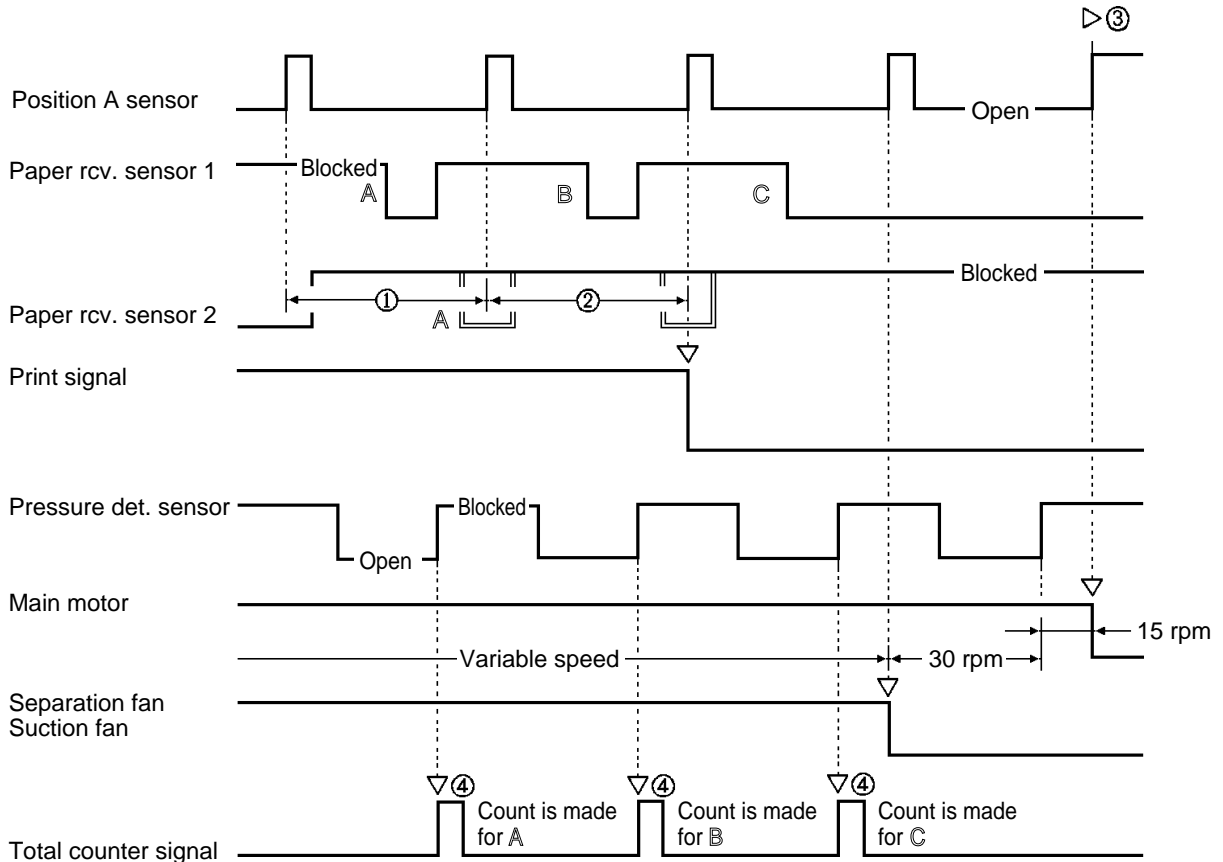 ③
Position A sensor
Open
Paper rcv. sensor 1
Blocked
A
B
C
Blocked
①
②
Paper rcv. sensor 2
A
Print signal
Pressure det. sensor
Blocked
Open
Main motor
15 rpm
Variable speed
30 rpm
Separation fan
Suction fan
④
④
④
Count is made
for A
Count is made
for B
Count is made
for C
Total counter signal